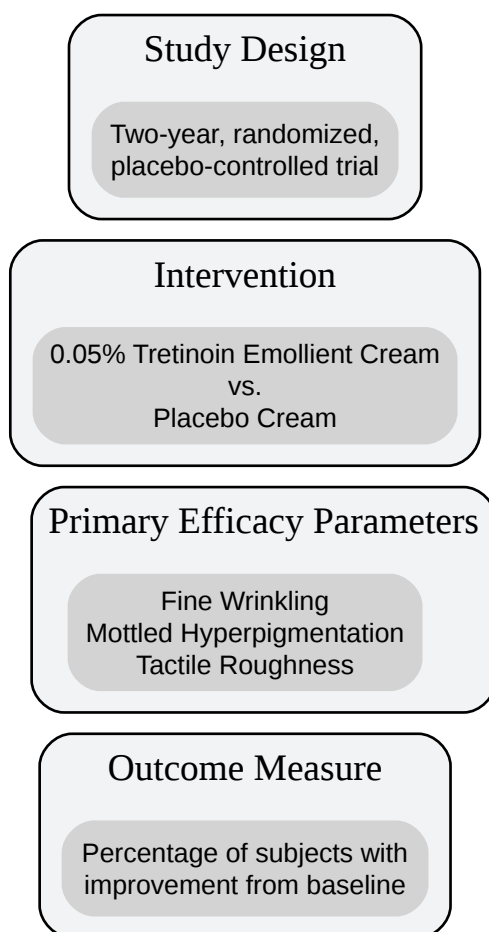 Study Design
Two-year, randomized,
placebo-controlled trial
Intervention
0.05% Tretinoin Emollient Cream
vs.
Placebo Cream
Primary Efficacy Parameters
Fine Wrinkling
Mottled Hyperpigmentation
Tactile Roughness
Outcome Measure
Percentage of subjects with
improvement from baseline